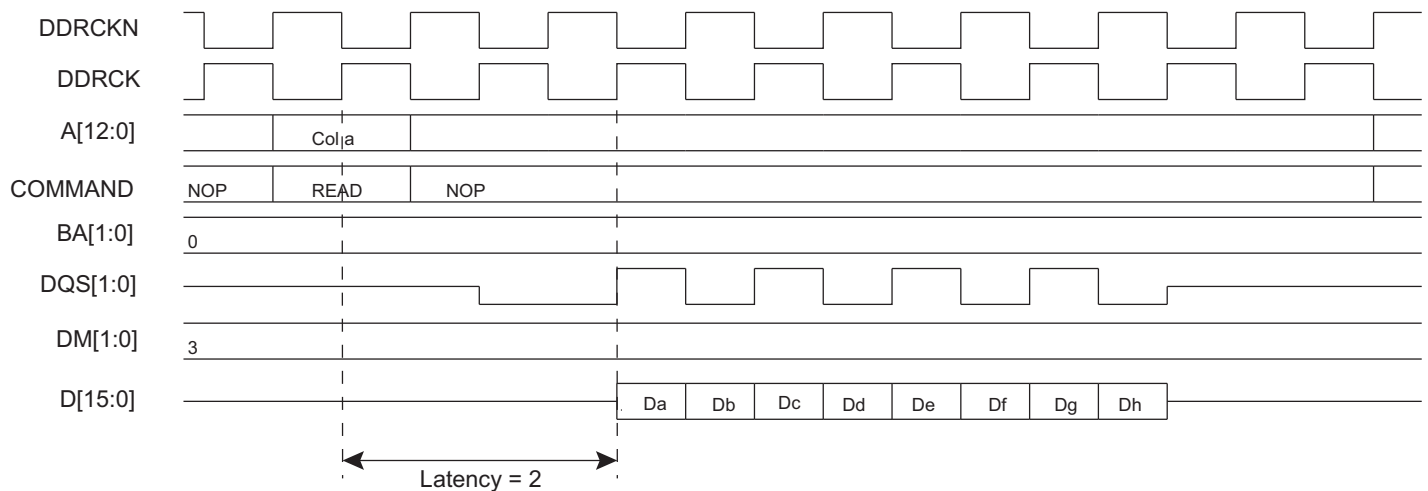 DDRCKN
DDRCK
A[12:0] Col a
COMMAND NOP READ NOP
BA[1:0] 0
DQS[1:0]
DM[1:0] 3
D[15:0] Da Db Dc Dd De Df Dg Dh
Latency = 2